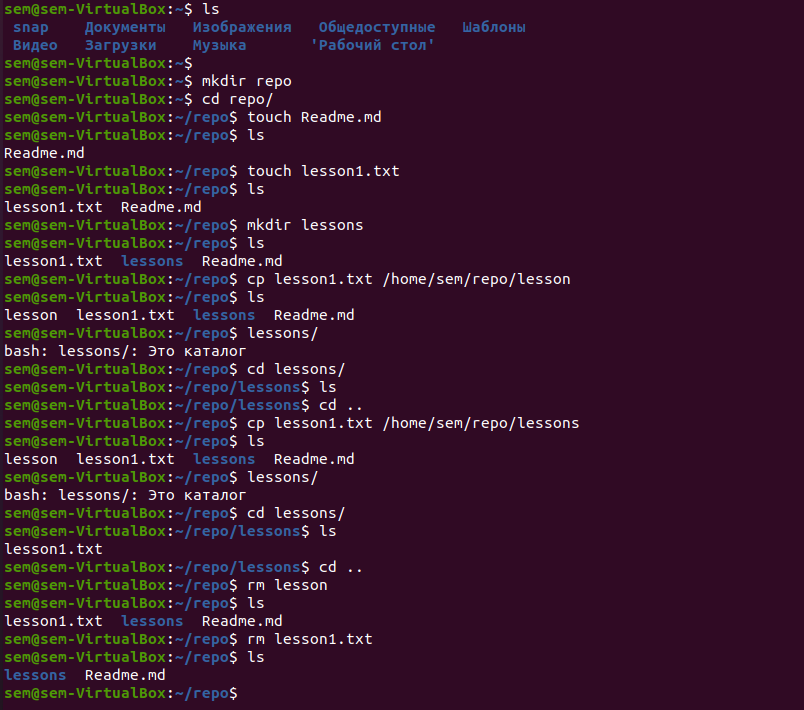 sem@sem-VirtualBox:~$ ls
snap Документы Изображения Общедоступные Шаблоны
Видео Загрузки Музыка 'Рабочий стол'
sem@sem-VirtualBox:~$
sem@sem-VirtualBox:~$ mkdir repo
sem@sem-VirtualBox:~$ cd repo/
sem@sem-VirtualBox:~/repo$ touch Readme.md
sem@sem-VirtualBox:~/repo$ ls
Readme.md
sem@sem-VirtualBox:~/repo$ touch lesson1.txt
sem@sem-VirtualBox:~/repo$ ls
lesson1.txt Readme.md
sem@sem-VirtualBox:~/repo$ mkdir lessons
sem@sem-VirtualBox:~/repo$ ls
lesson1.txt lessons Readme.md
sem@sem-VirtualBox:~/repo$ cp lesson1.txt /home/sem/repo/lesson
sem@sem-VirtualBox:~/repo$ ls
lesson lesson1.txt lessons Readme.md
sem@sem-VirtualBox:~/repo$ lessons/
bash: lessons/: Это каталог
sem@sem-VirtualBox:~/repo$ cd lessons/
sem@sem-VirtualBox:~/repo/lessons$ ls
sem@sem-VirtualBox:~/repo/lessons$ cd ..
sem@sem-VirtualBox:~/repo$ cp lesson1.txt /home/sem/repo/lessons
sem@sem-VirtualBox:~/repo$ ls
lesson lesson1.txt lessons Readme.md
sem@sem-VirtualBox:~/repo$ lessons/
bash: lessons/: Это каталог
sem@sem-VirtualBox:~/repo$ cd lessons/
sem@sem-VirtualBox:~/repo/lessons$ ls
lesson1.txt
sem@sem-VirtualBox:~/repo/lessons$ cd ..
sem@sem-VirtualBox:~/repo$ rm lesson
sem@sem-VirtualBox:~/repo$ ls
lesson1.txt lessons Readme.md
sem@sem-VirtualBox:~/repo$ rm lesson1.txt
sem@sem-VirtualBox:~/repo$ ls
lessons Readme.md
sem@sem-VirtualBox:~/repo$